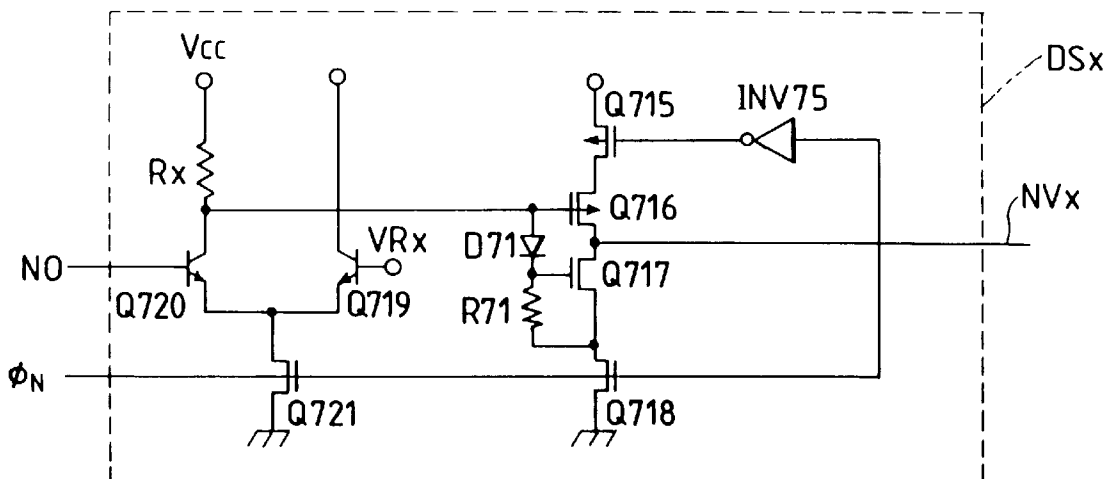 Vcc
DSx
Q715
INV75
Rx
Q716
NVx
D71
VRx
NO
Q717
Q720
Q719
R71
ΦN
Q721
Q718